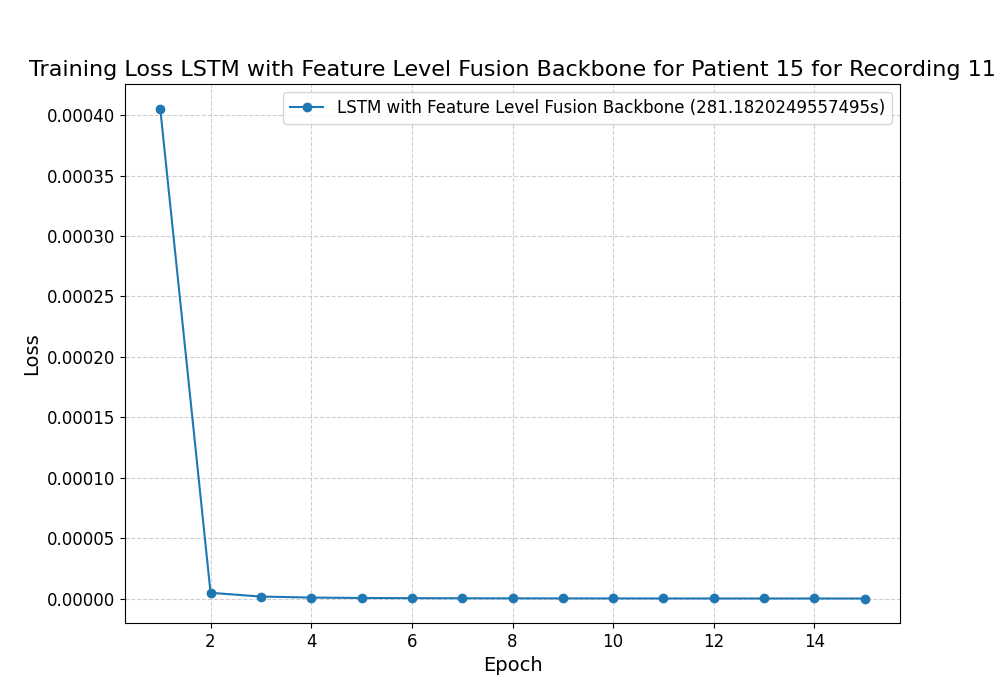 Training Loss LSTM with Feature Level Fusion Backbone for Patient 15 for Recording 11
LSTM with Feature Level Fusion Backbone (281.1820249557495s)
0.00040
0.00035
0.00030
0.00025
0.00020
0.00015
0.00010
0.00005
0.00000
Loss
2 4 6 8 10 12 14
Epoch